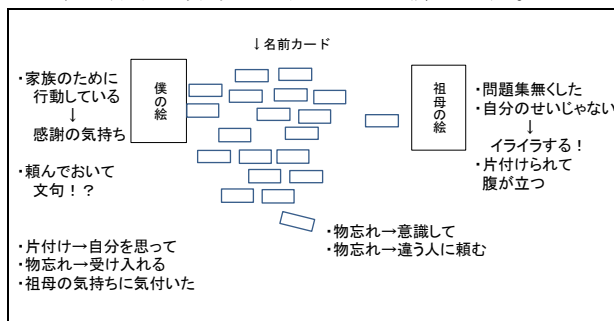 ↓名前カード
・家族のために
行動している
↓
感謝の気持ち
・頼んでおいて
文句！？
僕の絵
祖母の絵
・問題集無くした
・自分のせいじゃない
↓
イライラする！
・片付けられて
腹が立つ
・物忘れ→意識して
・物忘れ→違う人に頼む
・片付け→自分を思って
・物忘れ→受け入れる
・祖母の気持ちに気付いた